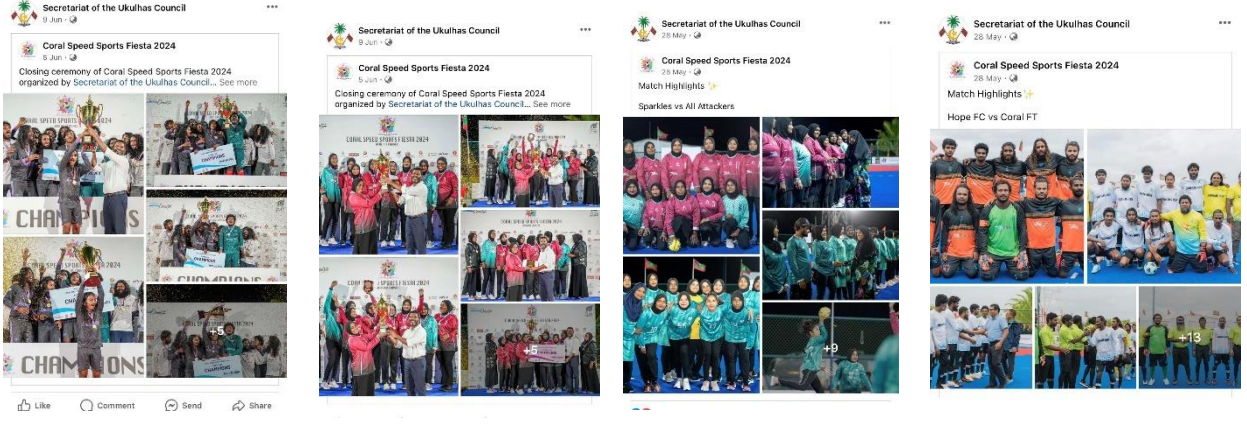 Secretariat of the Ukulhas Council
9 Jun ·
Coral Speed Sports Fiesta 2024
5 Jun ·
Closing ceremony of Coral Speed Sports Fiesta 2024
organized by Secretariat of the Ukulhas Council... See more
CHAMPIONS
CHAMPIONS
+5
Like Comment Send Share
Secretariat of the Ukulhas Council
9 Jun ·
Coral Speed Sports Fiesta 2024
5 Jun ·
Closing ceremony of Coral Speed Sports Fiesta 2024
organized by Secretariat of the Ukulhas Council... See more
CORAL SPEED SPORTS FIESTA 2024
+5
Secretariat of the Ukulhas Council
28 May ·
Coral Speed Sports Fiesta 2024
28 May ·
Match Highlights ✨
Sparkles vs All Attackers
+9
Secretariat of the Ukulhas Council
28 May ·
Coral Speed Sports Fiesta 2024
28 May ·
Match Highlights ✨
Hope FC vs Coral FT
+13